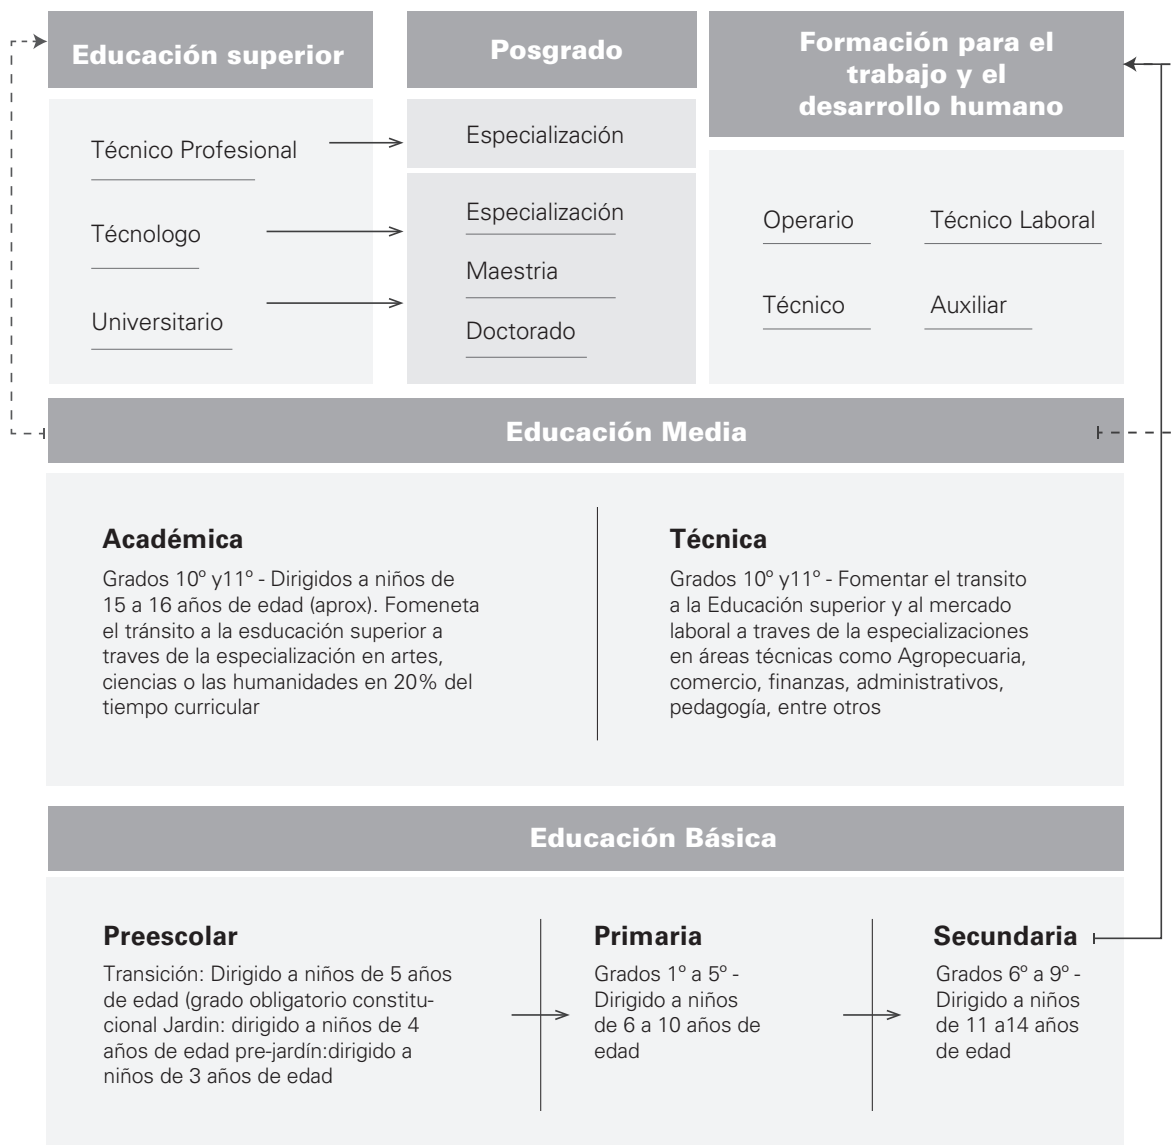 Educación superior
Técnico Profesional
Técnologo
Universitario
Posgrado
Especialización
Especialización
Maestria
Doctorado
Formación para el
trabajo y el
desarrollo humano
Operario
Técnico Laboral
Técnico
Auxiliar
Educación Media
Académica
Grados 10º y11º - Dirigidos a niños de
15 a 16 años de edad (aprox). Fomeneta
el tránsito a la esducación superior a
traves de la especialización en artes,
ciencias o las humanidades en 20% del
tiempo curricular
Técnica
Grados 10º y11º - Fomentar el transito
a la Educación superior y al mercado
laboral a traves de la especializaciones
en áreas técnicas como Agropecuaria,
comercio, finanzas, administrativos,
pedagogía, entre otros
Educación Básica
Preescolar
Transición: Dirigido a niños de 5 años
de edad (grado obligatorio constitu-
cional Jardin: dirigido a niños de 4
años de edad pre-jardín:dirigido a
niños de 3 años de edad
Primaria
Grados 1º a 5º -
Dirigido a niños
de 6 a 10 años de
edad
Secundaria
Grados 6º a 9º -
Dirigido a niños
de 11 a14 años
de edad